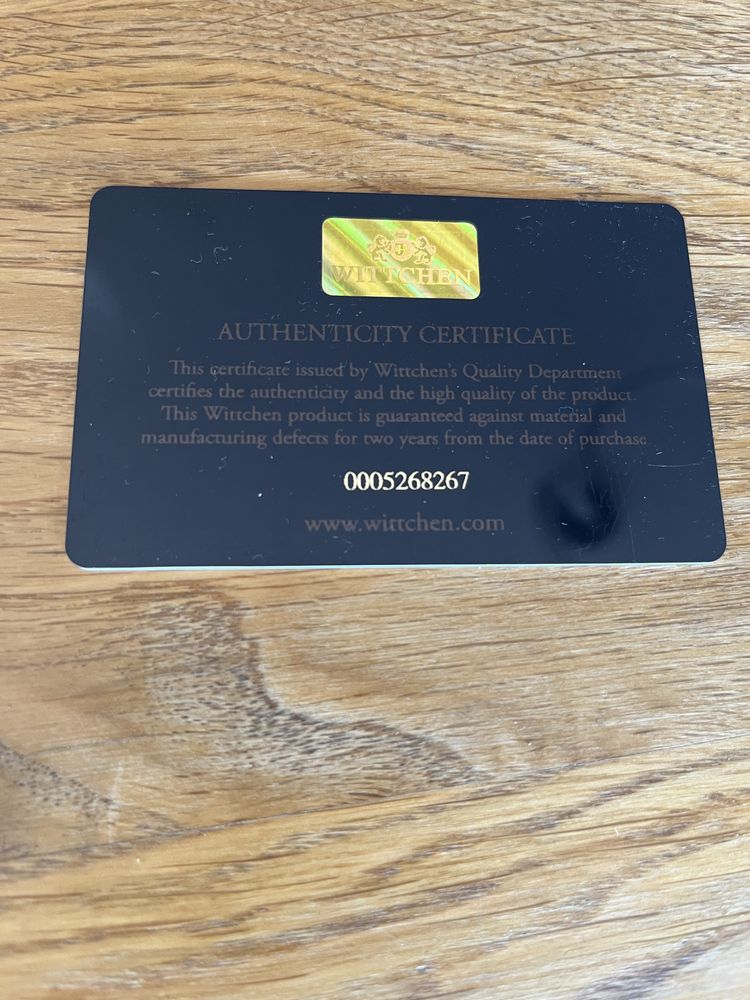 WITTCHEN
AUTHENTICITY CERTIFICATE
This certificate issued by Wittchen's Quality Department
certifies the authenticity and the high quality of the product.
This Wittchen product is guaranteed against material and
manufacturing defects for two years from the date of purchase
0005268267
www.wittchen.com